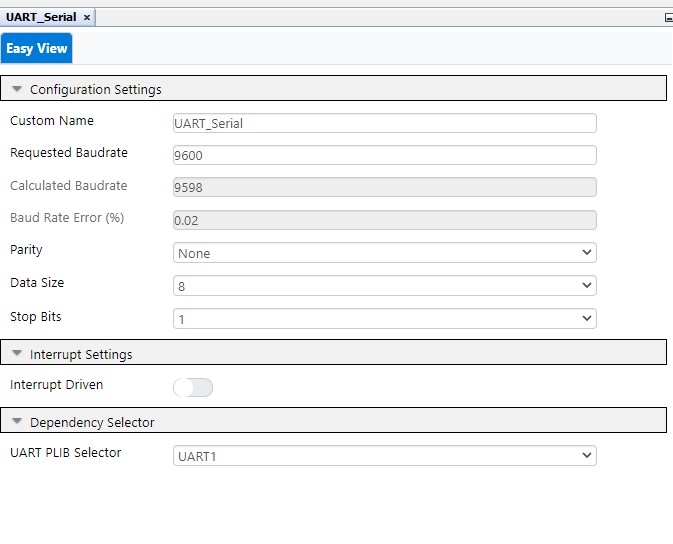 UART_Serial ×
Easy View
Configuration Settings
Custom Name UART_Serial
Requested Baudrate 9600
Calculated Baudrate 9598
Baud Rate Error (%) 0.02
Parity None
Data Size 8
Stop Bits 1
Interrupt Settings
Interrupt Driven
Dependency Selector
UART PLIB Selector UART1